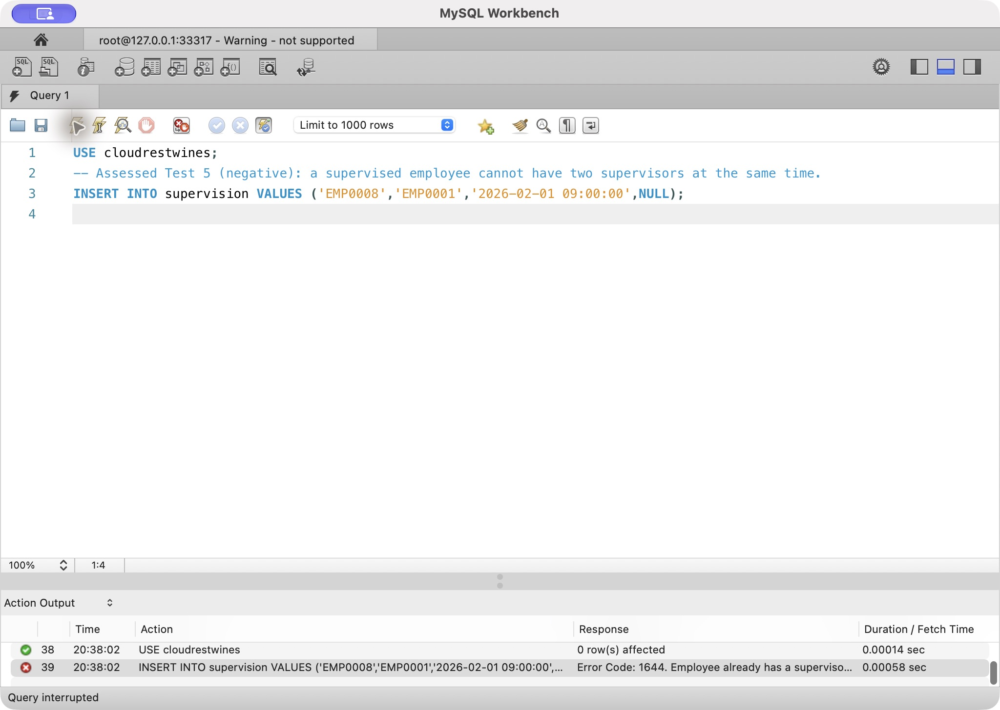 MySQL Workbench
root@127.0.0.1:33317 - Warning - not supported
SQL SQL
f()
Query 1
Limit to 1000 rows
1 USE cloudrestwines;
2 -- Assessed Test 5 (negative): a supervised employee cannot have two supervisors at the same time.
3 INSERT INTO supervision VALUES ('EMP0008','EMP0001','2026-02-01 09:00:00',NULL);
4
100% 1:4
Action Output
Time Action Response Duration / Fetch Time
38 20:38:02 USE cloudrestwines 0 row(s) affected 0.00014 sec
39 20:38:02 INSERT INTO supervision VALUES ('EMP0008','EMP0001','2026-02-01 09:00:00',... Error Code: 1644. Employee already has a superviso... 0.00058 sec
Query interrupted